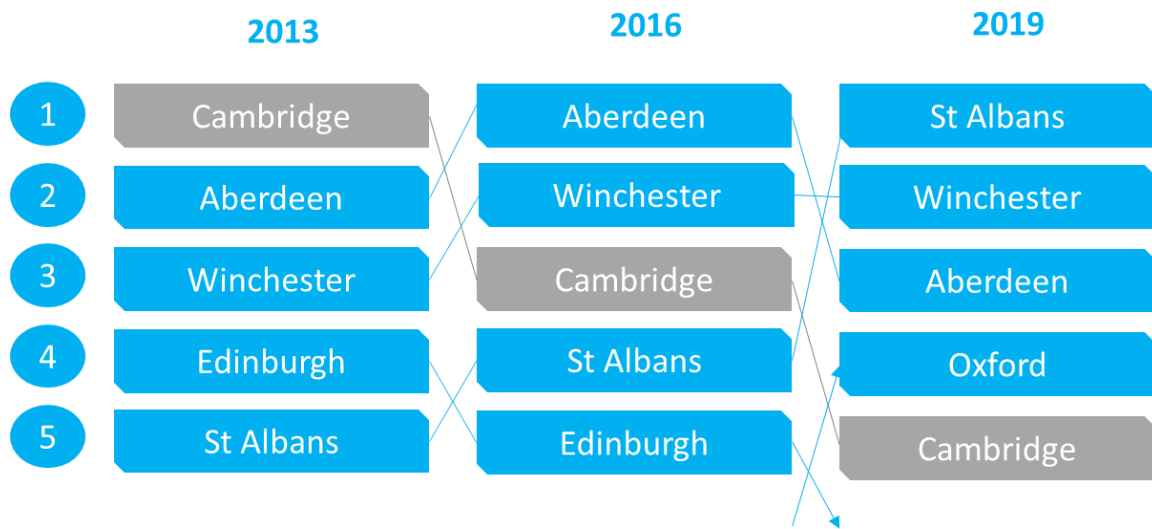 2013 2016 2019
1 Cambridge Aberdeen St Albans
2 Aberdeen Winchester Winchester
3 Winchester Cambridge Aberdeen
4 Edinburgh St Albans Oxford
5 St Albans Edinburgh Cambridge